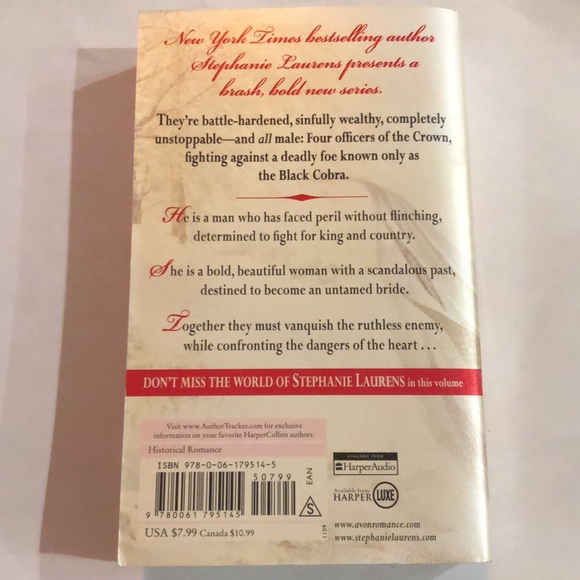 New York Times bestselling author
Stephanie Laurens presents a
brash, bold new series.
They're battle-hardened, sinfully wealthy, completely
unstoppable—and all male: Four officers of the Crown,
fighting against a deadly foe known only as
the Black Cobra.
He is a man who has faced peril without flinching,
determined to fight for king and country.
She is a bold, beautiful woman with a scandalous past,
destined to become an untamed bride.
Together they must vanquish the ruthless enemy,
while confronting the dangers of the heart . . .
DON'T MISS THE WORLD OF STEPHANIE LAURENS in this volume
Visit www.AuthorTracker.com for exclusive
information on your favorite HarperCollins authors.
Historical Romance
ISBN 978-0-06-179514-5
50799
EAN
S
9 780061 795145
USA $7.99 Canada $10.99
1109
AVAILABLE FROM
HarperAudio
Available from
HARPER LUXE
www.avonromance.com
www.stephanielaurens.com